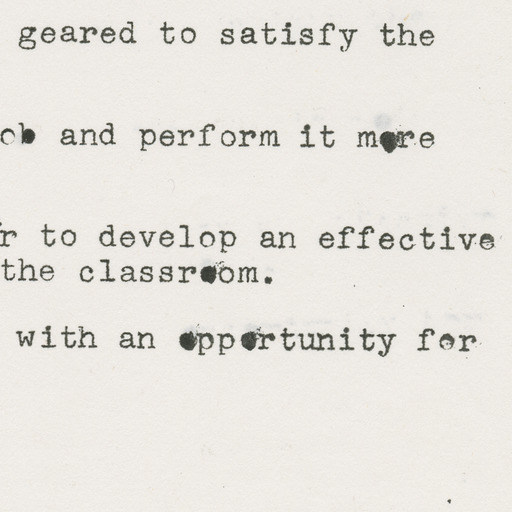 geared to satisfy the
ob and perform it more
r to develop an effective
the classroom.
with an opportunity for